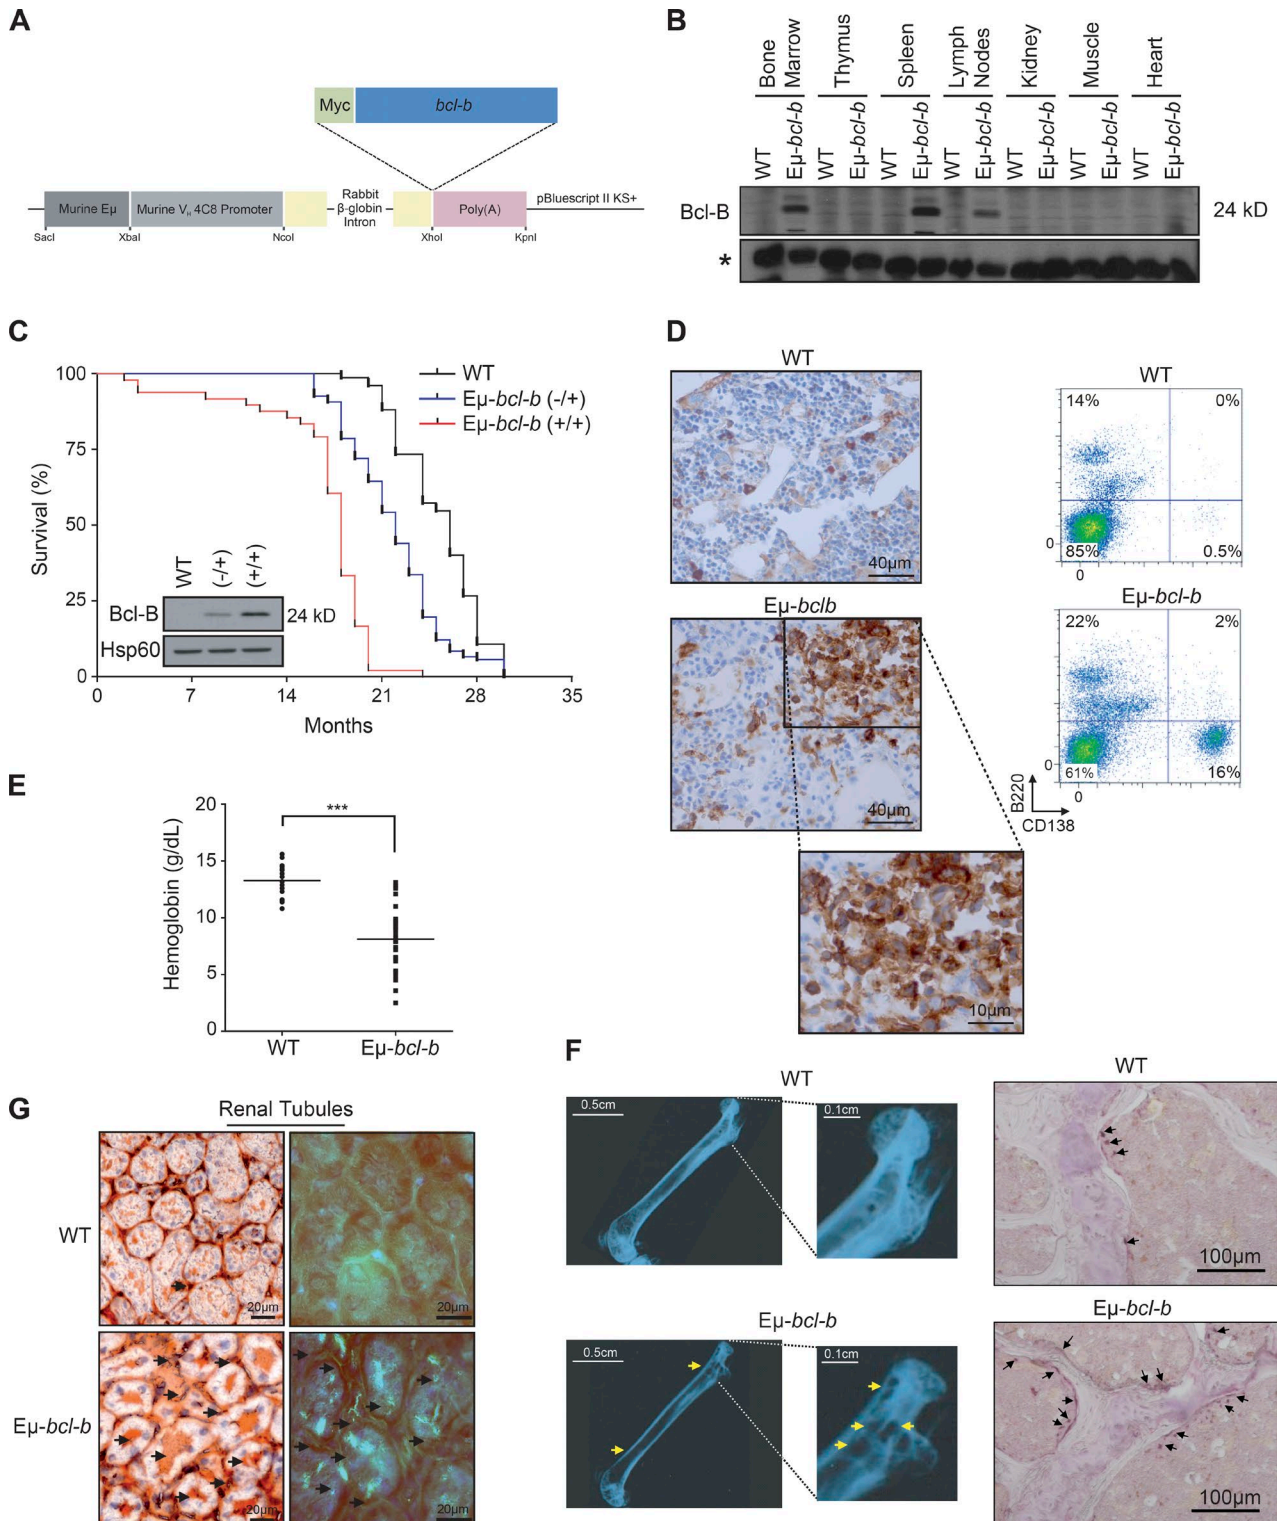 A
Myc
bcl-b
Murine Eμ
Murine VH 4C8 Promoter
Rabbit
β-globin
Intron
Poly(A)
pBluescript II KS+
SacI
XbaI
NcoI
XhoI
KpnI
B
Bone
Marrow
Thymus
Spleen
Lymph
Nodes
Kidney
Muscle
Heart
WT
Eμ-bcl-b
WT
Eμ-bcl-b
WT
Eμ-bcl-b
WT
Eμ-bcl-b
WT
Eμ-bcl-b
WT
Eμ-bcl-b
WT
Eμ-bcl-b
Bcl-B
24 kD
*
C
Survival (%)
100
75
50
25
0
0 7 14 21 28 35
Months
WT
Eμ-bcl-b (-/+)
Eμ-bcl-b (+/+)
WT
(-/+)
(+/+)
Bcl-B
24 kD
Hsp60
D
WT
40μm
Eμ-bclb
40μm
10μm
WT
14% 0%
85% 0.5%
0
0
Eμ-bcl-b
22% 2%
61% 16%
0
0
B220
CD138
E
Hemoglobin (g/dL)
20
15
10
5
0
***
WT
Eμ-bcl-b
F
WT
0.5cm
0.1cm
WT
100μm
Eμ-bcl-b
0.5cm
0.1cm
Eμ-bcl-b
100μm
G
Renal Tubules
WT
20μm
20μm
Eμ-bcl-b
20μm
20μm